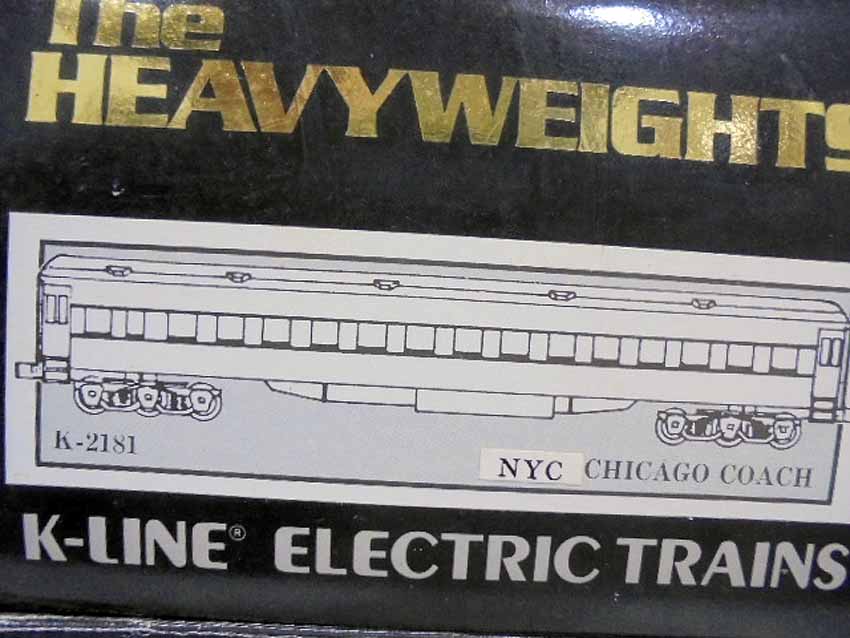 The
HEAVYWEIGHTS
K-2181
NYC CHICAGO COACH
K-LINE® ELECTRIC TRAINS